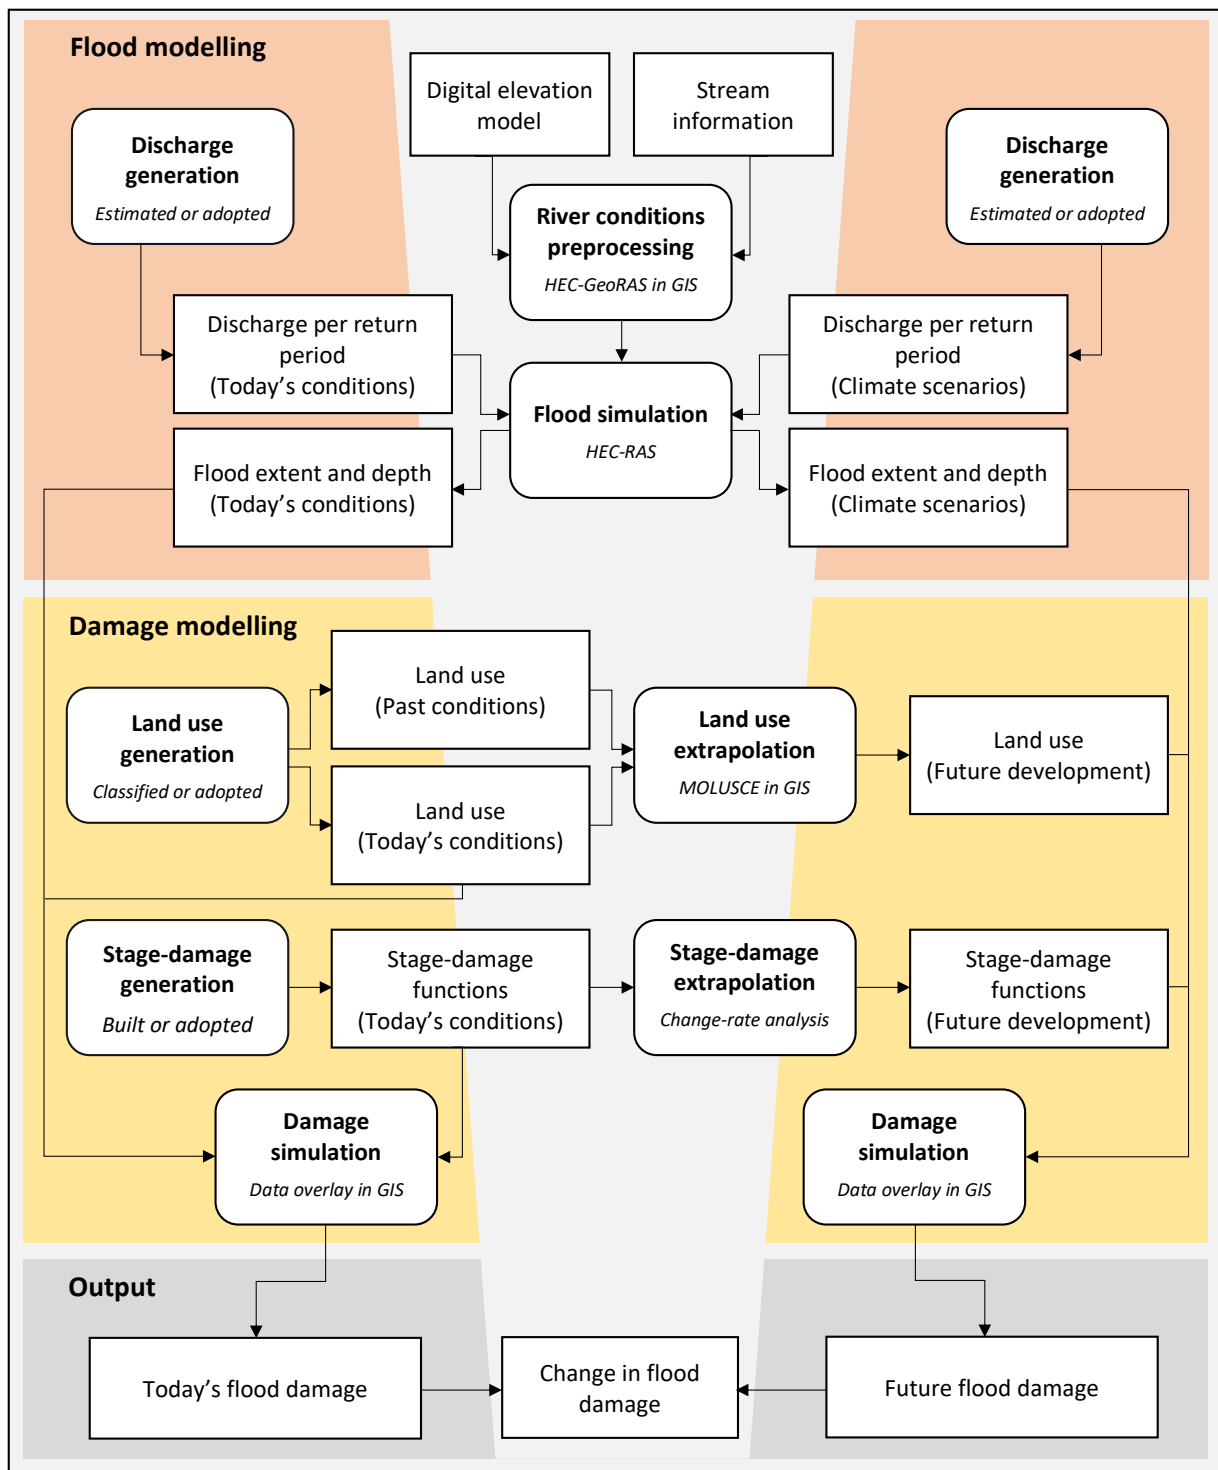 Flood modelling
Digital elevation
model
Stream
information
Discharge
generation
Estimated or adopted
Discharge
generation
Estimated or adopted
River conditions
preprocessing
HEC-GeoRAS in GIS
Discharge per return
period
(Today's conditions)
Discharge per return
period
(Climate scenarios)
Flood simulation
HEC-RAS
Flood extent and depth
(Today's conditions)
Flood extent and depth
(Climate scenarios)
Damage modelling
Land use
(Past conditions)
Land use
generation
Classified or adopted
Land use
extrapolation
MOLUSCE in GIS
Land use
(Future development)
Land use
(Today's conditions)
Stage-damage
generation
Built or adopted
Stage-damage
functions
(Today's conditions)
Stage-damage
extrapolation
Change-rate analysis
Stage-damage
functions
(Future development)
Damage
simulation
Data overlay in GIS
Damage
simulation
Data overlay in GIS
Output
Today's flood damage
Change in flood
damage
Future flood damage